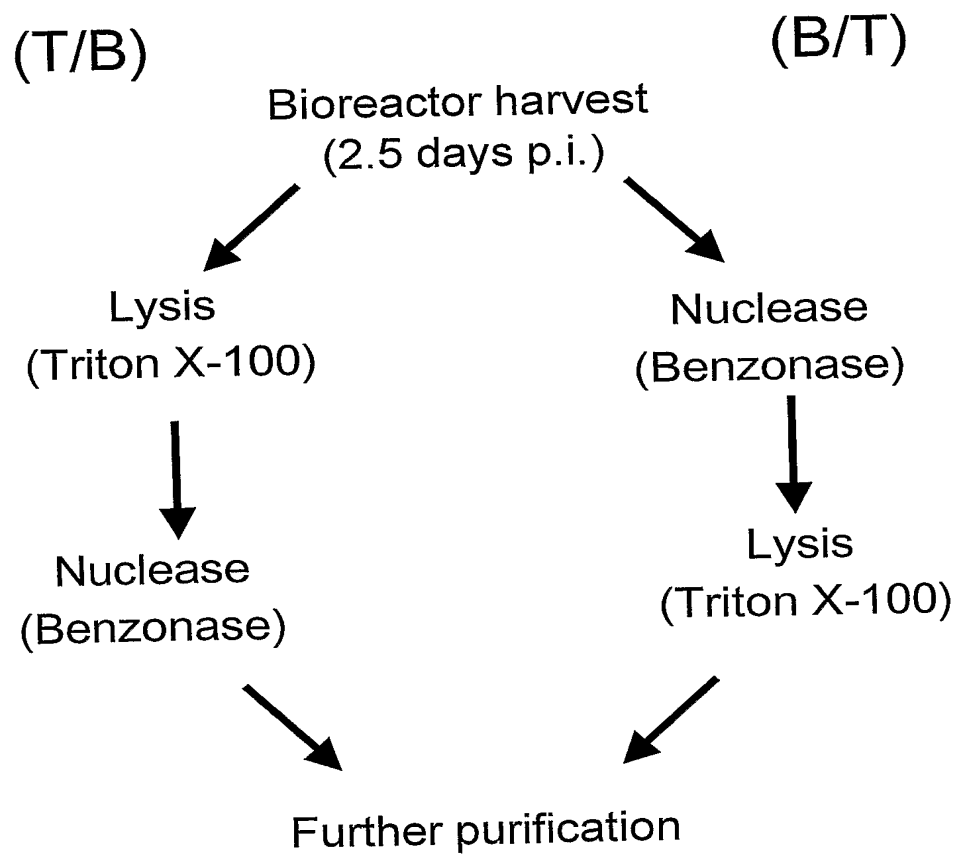 (T/B)
(B/T)
Bioreactor harvest
(2.5 days p.i.)
Lysis
(Triton X-100)
Nuclease
(Benzonase)
Nuclease
(Benzonase)
Lysis
(Triton X-100)
Further purification